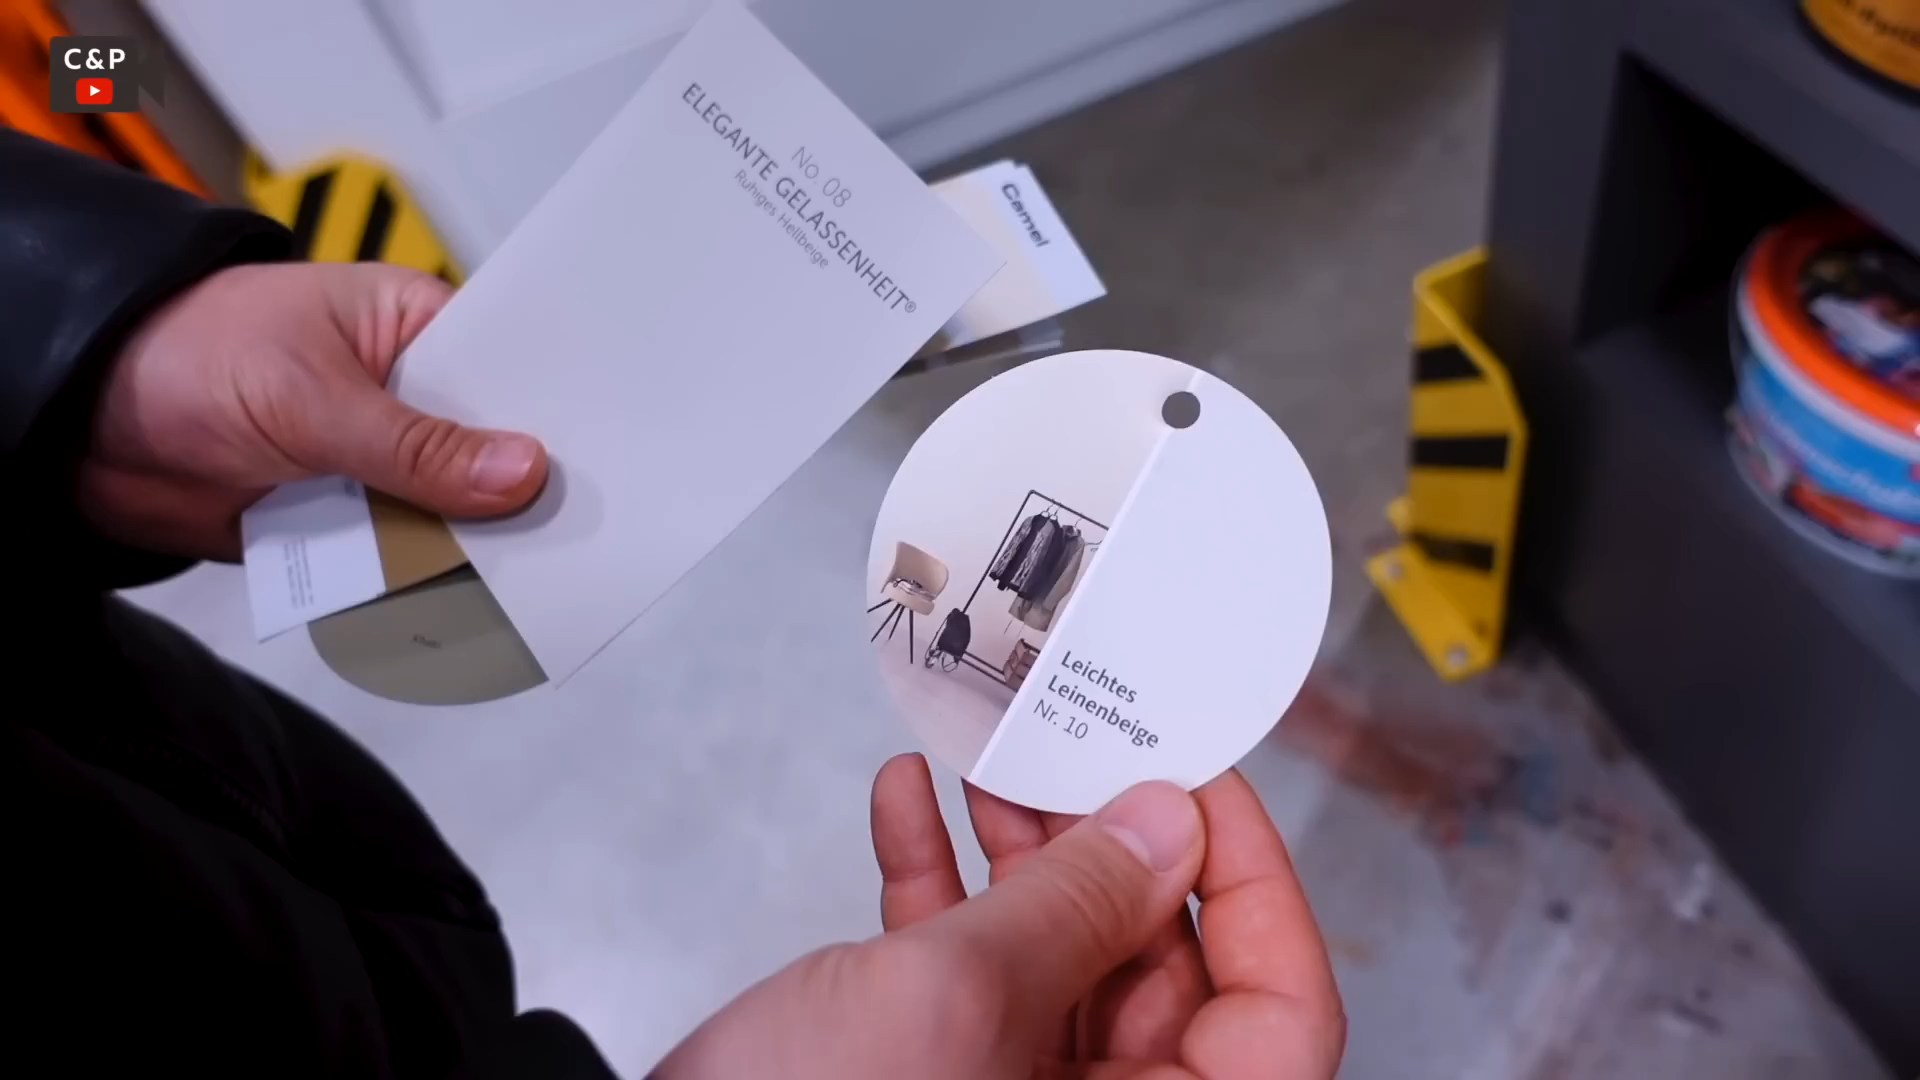 C&P
No. 08
ELEGANTE GELASSENHEIT®
Ruhiges Hellbeige
Camel
Leichtes
Leinenbeige
Nr. 10